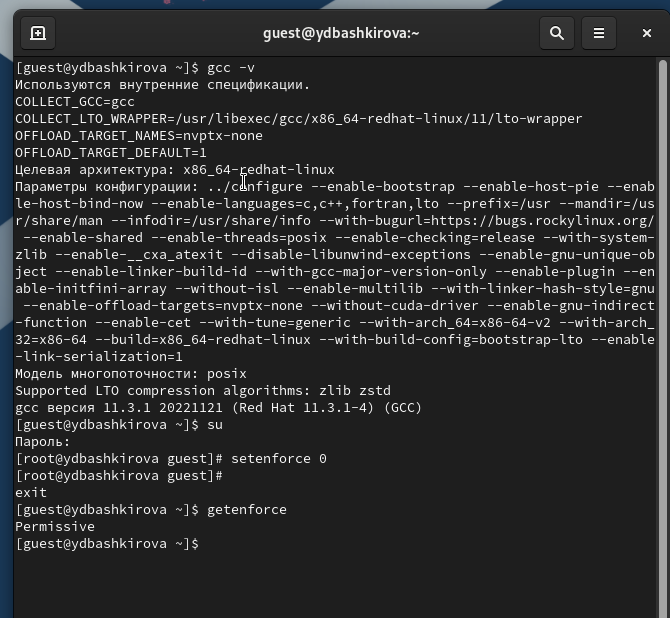 guest@ydbashkirova:~
[guest@ydbashkirova ~]$ gcc -v
Используются внутренние спецификации.
COLLECT_GCC=gcc
COLLECT_LTO_WRAPPER=/usr/libexec/gcc/x86_64-redhat-linux/11/lto-wrapper
OFFLOAD_TARGET_NAMES=nvptx-none
OFFLOAD_TARGET_DEFAULT=1
Целевая архитектура: x86_64-redhat-linux
Параметры конфигурации: ../configure --enable-bootstrap --enable-host-pie --enab
le-host-bind-now --enable-languages=c,c++,fortran,lto --prefix=/usr --mandir=/us
r/share/man --infodir=/usr/share/info --with-bugurl=https://bugs.rockylinux.org/
 --enable-shared --enable-threads=posix --enable-checking=release --with-system-
zlib --enable-__cxa_atexit --disable-libunwind-exceptions --enable-gnu-unique-ob
ject --enable-linker-build-id --with-gcc-major-version-only --enable-plugin --en
able-initfini-array --without-isl --enable-multilib --with-linker-hash-style=gnu
 --enable-offload-targets=nvptx-none --without-cuda-driver --enable-gnu-indirect
-function --enable-cet --with-tune=generic --with-arch_64=x86-64-v2 --with-arch_
32=x86-64 --build=x86_64-redhat-linux --with-build-config=bootstrap-lto --enable
-link-serialization=1
Модель многопоточности: posix
Supported LTO compression algorithms: zlib zstd
gcc версия 11.3.1 20221121 (Red Hat 11.3.1-4) (GCC)
[guest@ydbashkirova ~]$ su
Пароль:
[root@ydbashkirova guest]# setenforce 0
[root@ydbashkirova guest]#
exit
[guest@ydbashkirova ~]$ getenforce
Permissive
[guest@ydbashkirova ~]$